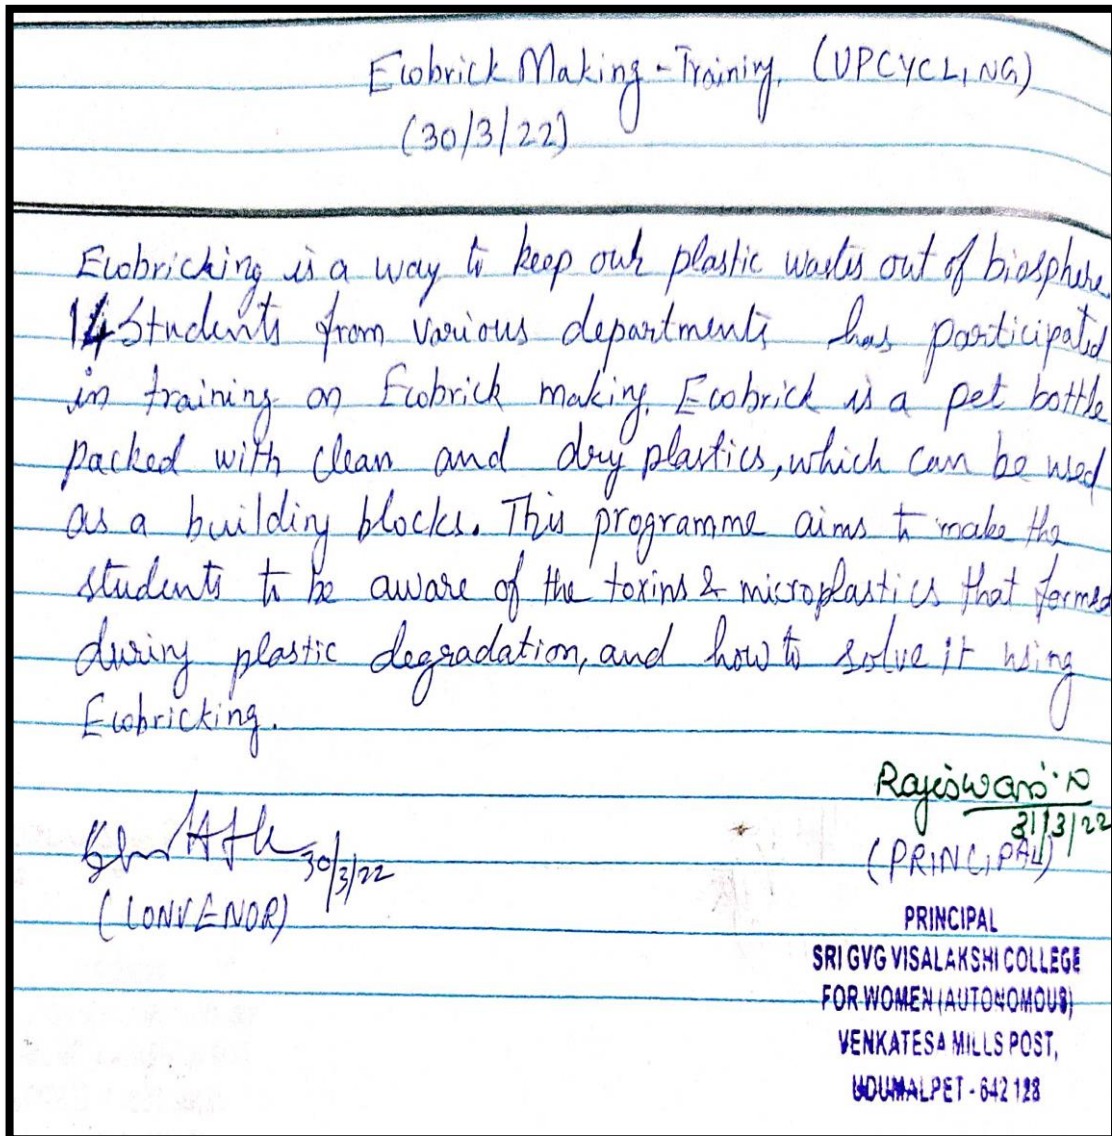 Ecobrick Making - Training. (UPCYCLING)
(30/3/22)
Ecobricking is a way to keep our plastic wastes out of biosphere.
14 Students from various departments has participated
in training on Ecobrick making. Ecobrick is a pet bottle
packed with clean and dry plastics, which can be used
as a building blocks. This programme aims to make the
students to be aware of the toxins & microplastics that formed
during plastic degradation, and how to solve it using
Ecobricking.
Rajeswari. N
31/3/22
(PRINCIPAL)
30/3/22
(CONVENOR)
PRINCIPAL
SRI GVG VISALAKSHI COLLEGE
FOR WOMEN (AUTONOMOUS)
VENKATESA MILLS POST,
UDUMALPET - 642 128